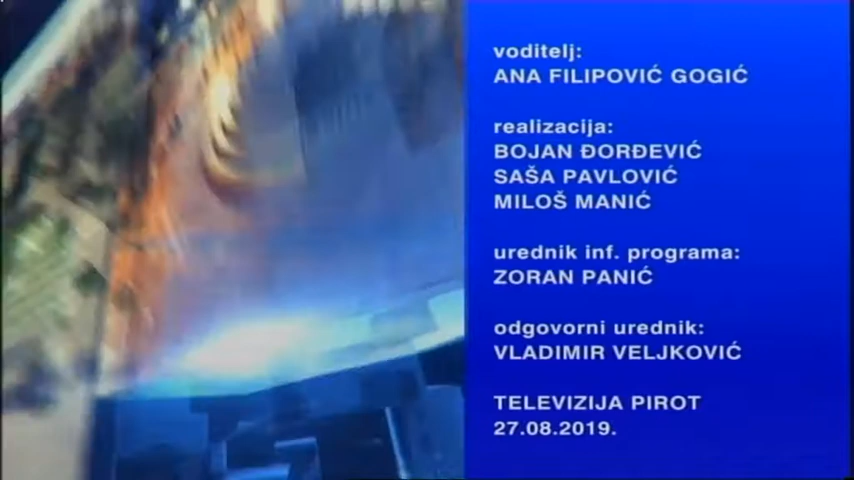 voditelj:
ANA FILIPOVIĆ GOGIĆ
realizacija:
BOJAN ĐORĐEVIĆ
SAŠA PAVLOVIĆ
MILOŠ MANIĆ
urednik inf. programa:
ZORAN PANIĆ
odgovorni urednik:
VLADIMIR VELJKOVIĆ
TELEVIZIJA PIROT
27.08.2019.